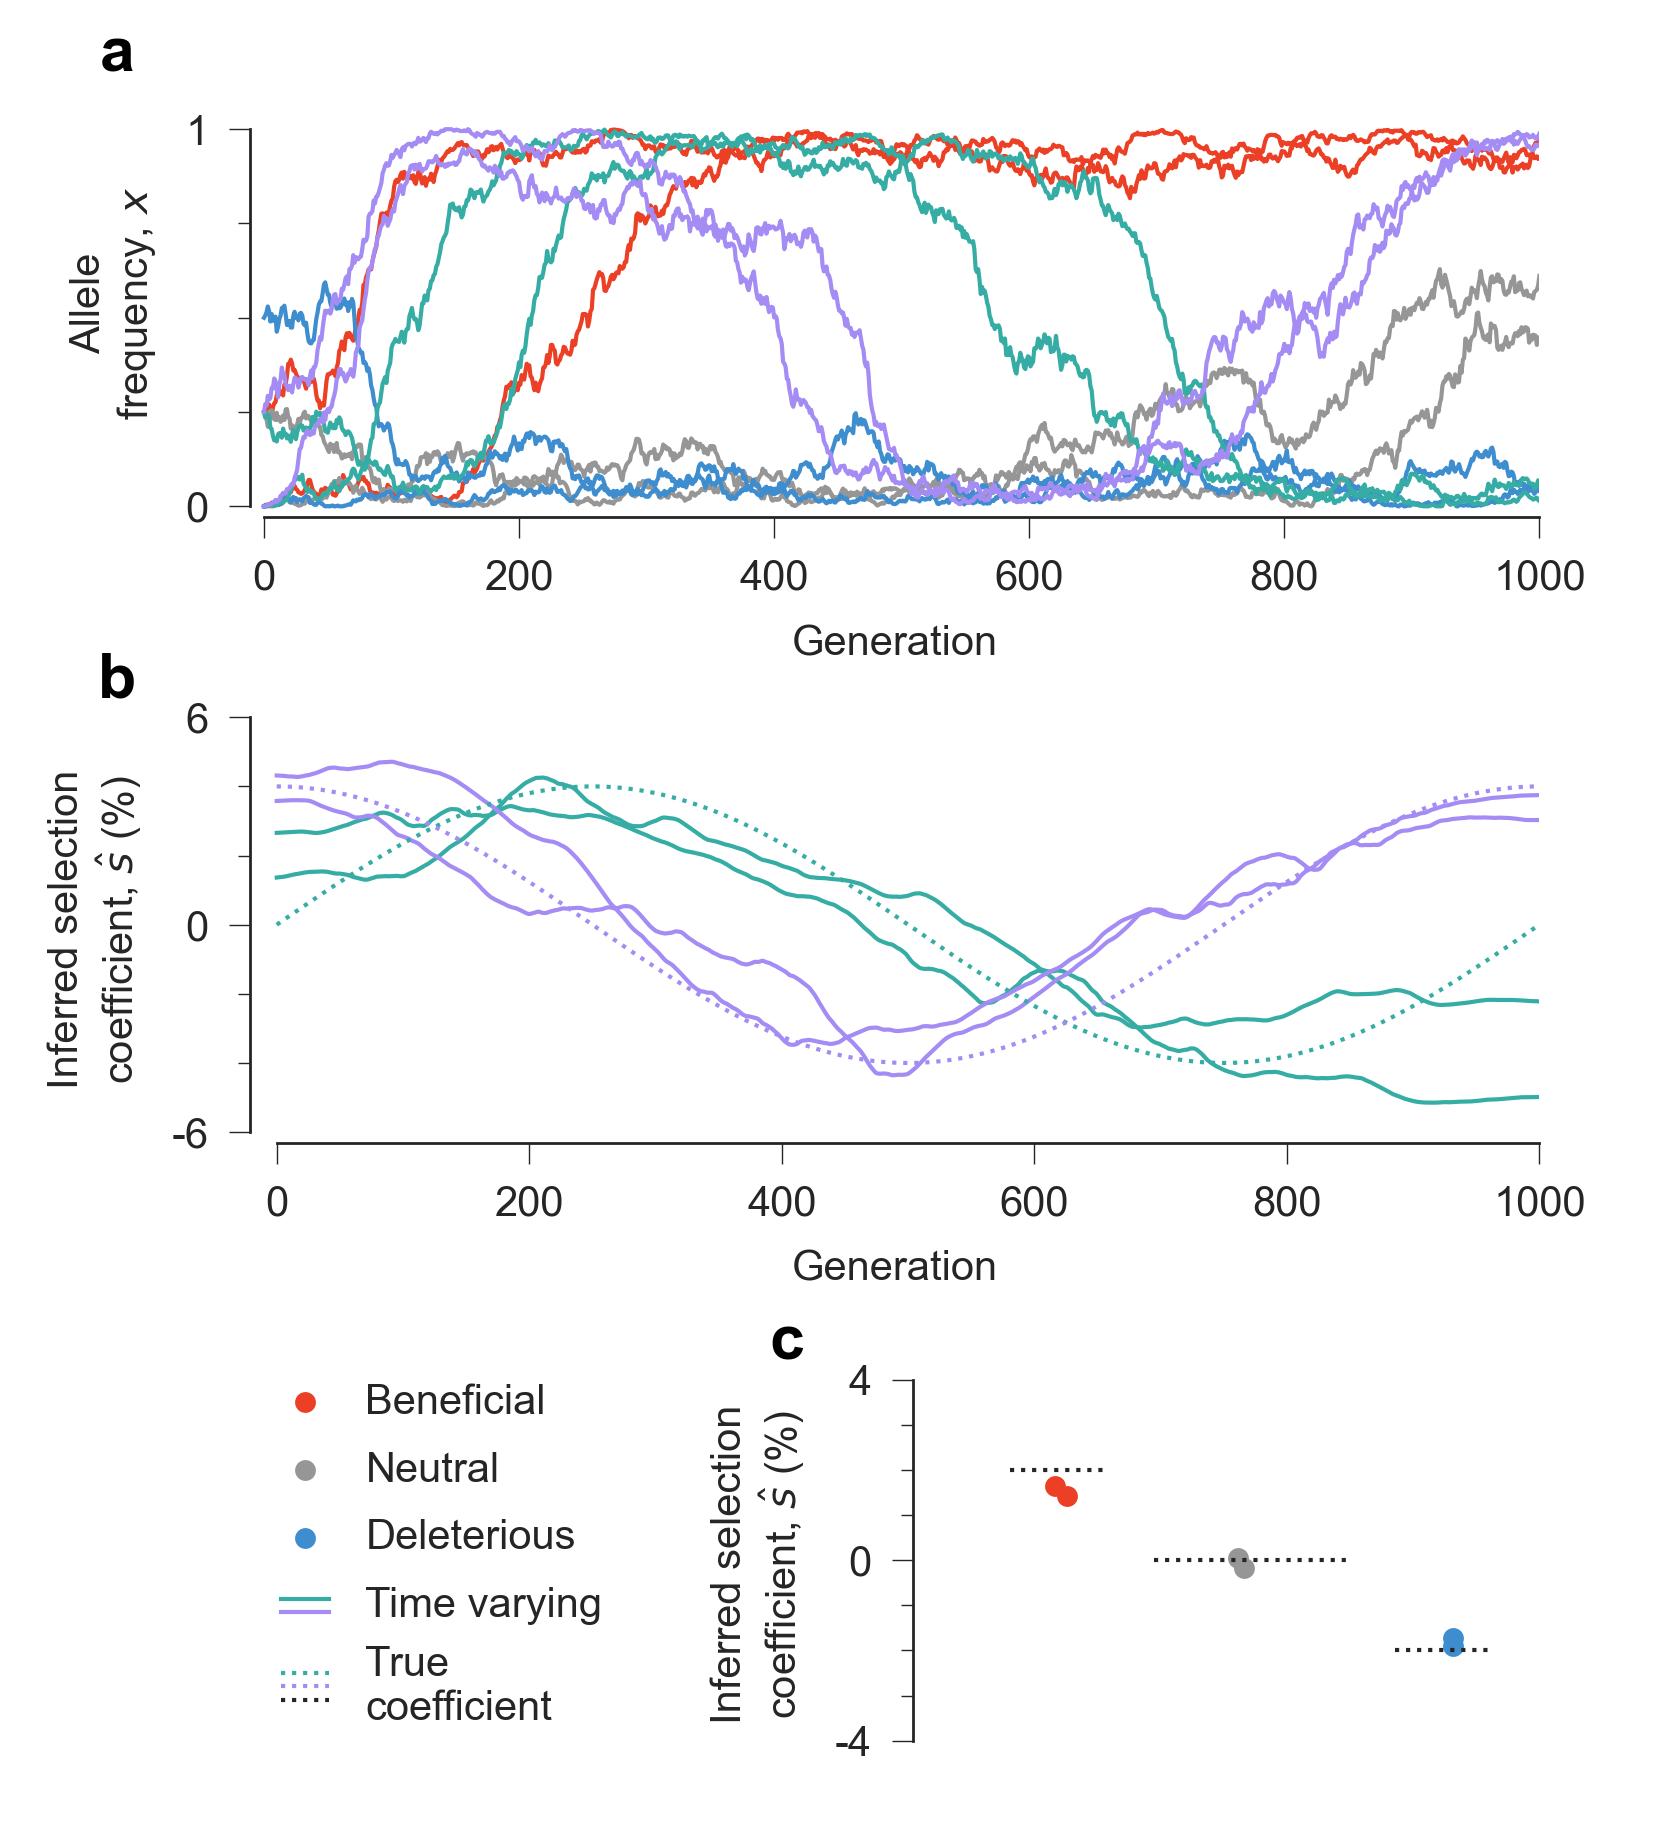 a
1
0
Allele
frequency, x
0 200 400 600 800 1000
Generation
b
6
0
-6
Inferred selection
coefficient, ŝ (%)
0 200 400 600 800 1000
Generation
Beneficial
Neutral
Deleterious
Time varying
True
coefficient
c
4
0
-4
Inferred selection
coefficient, ŝ (%)